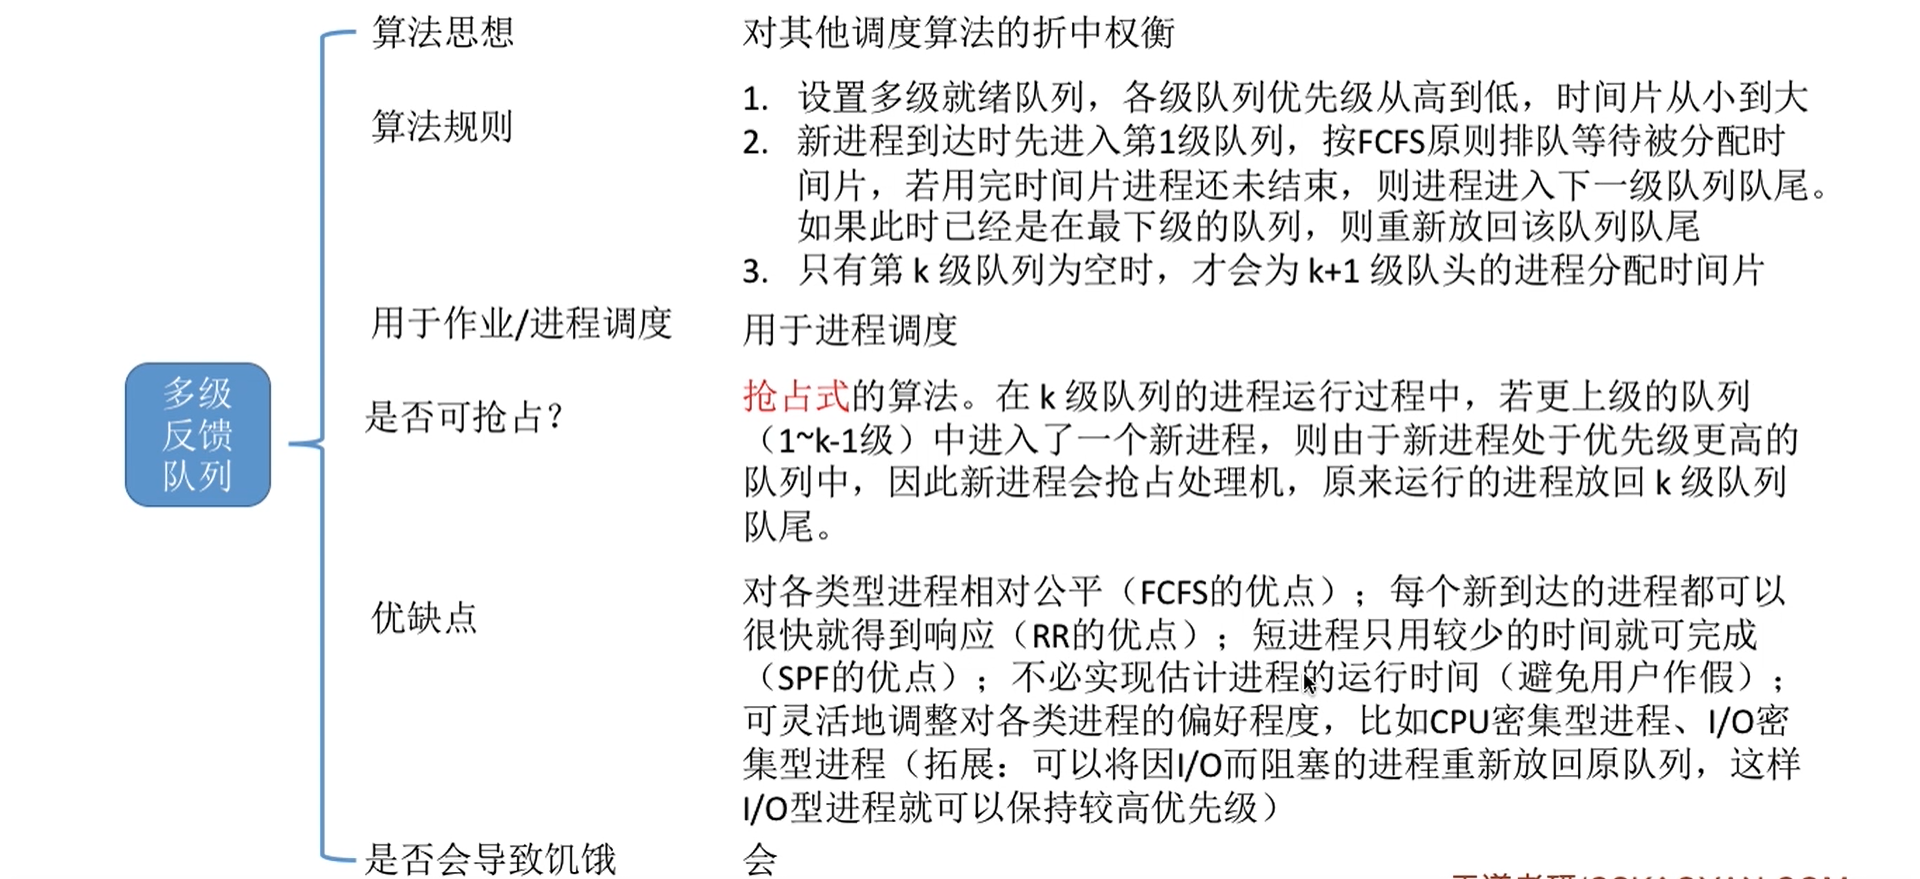 算法思想
对其他调度算法的折中权衡
算法规则
1. 设置多级就绪队列，各级队列优先级从高到低，时间片从小到大
2. 新进程到达时先进入第1级队列，按FCFS原则排队等待被分配时
间片，若用完时间片进程还未结束，则进程进入下一级队列队尾。
如果此时已经是在最下级的队列，则重新放回该队列队尾
3. 只有第 k 级队列为空时，才会为 k+1 级队头的进程分配时间片
用于作业/进程调度
用于进程调度
多级
反馈
队列
是否可抢占？
抢占式的算法。在 k 级队列的进程运行过程中，若更上级的队列
（1~k-1级）中进入了一个新进程，则由于新进程处于优先级更高的
队列中，因此新进程会抢占处理机，原来运行的进程放回 k 级队列
队尾。
优缺点
对各类型进程相对公平（FCFS的优点）；每个新到达的进程都可以
很快就得到响应（RR的优点）；短进程只用较少的时间就可完成
（SPF的优点）；不必实现估计进程的运行时间（避免用户作假）；
可灵活地调整对各类进程的偏好程度，比如CPU密集型进程、I/O密
集型进程（拓展：可以将因I/O而阻塞的进程重新放回原队列，这样
I/O型进程就可以保持较高优先级）
是否会导致饥饿
会